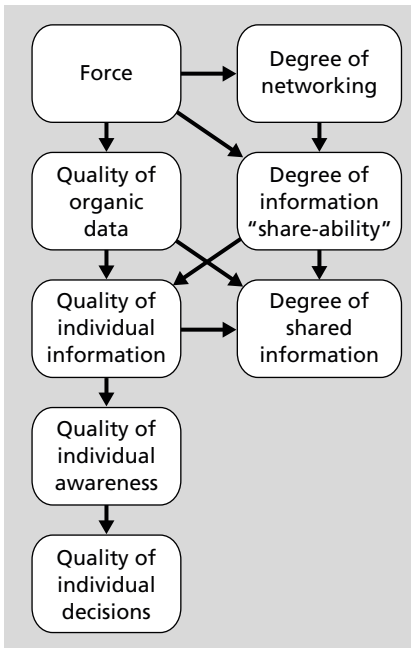 Force
Degree of
networking
Quality of
organic
data
Degree of
information
“share-ability”
Quality of
individual
information
Degree of
shared
information
Quality of
individual
awareness
Quality of
individual
decisions